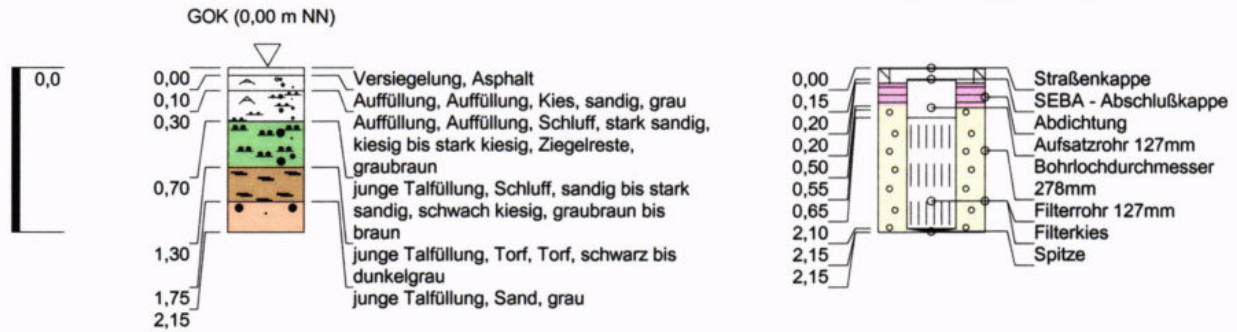 GOK (0,00 m NN)
0,0
0,00
0,10
0,30
0,70
1,30
1,75
2,15
Versiegelung, Asphalt
Auffüllung, Auffüllung, Kies, sandig, grau
Auffüllung, Auffüllung, Schluff, stark sandig,
kiesig bis stark kiesig, Ziegelreste,
graubraun
junge Talfüllung, Schluff, sandig bis stark
sandig, schwach kiesig, graubraun bis
braun
junge Talfüllung, Torf, Torf, schwarz bis
dunkelgrau
junge Talfüllung, Sand, grau
0,00
0,15
0,20
0,20
0,50
0,55
0,65
2,10
2,15
2,15
Straßenkappe
SEBA - Abschlußkappe
Abdichtung
Aufsatzrohr 127mm
Bohrlochdurchmesser
278mm
Filterrohr 127mm
Filterkies
Spitze